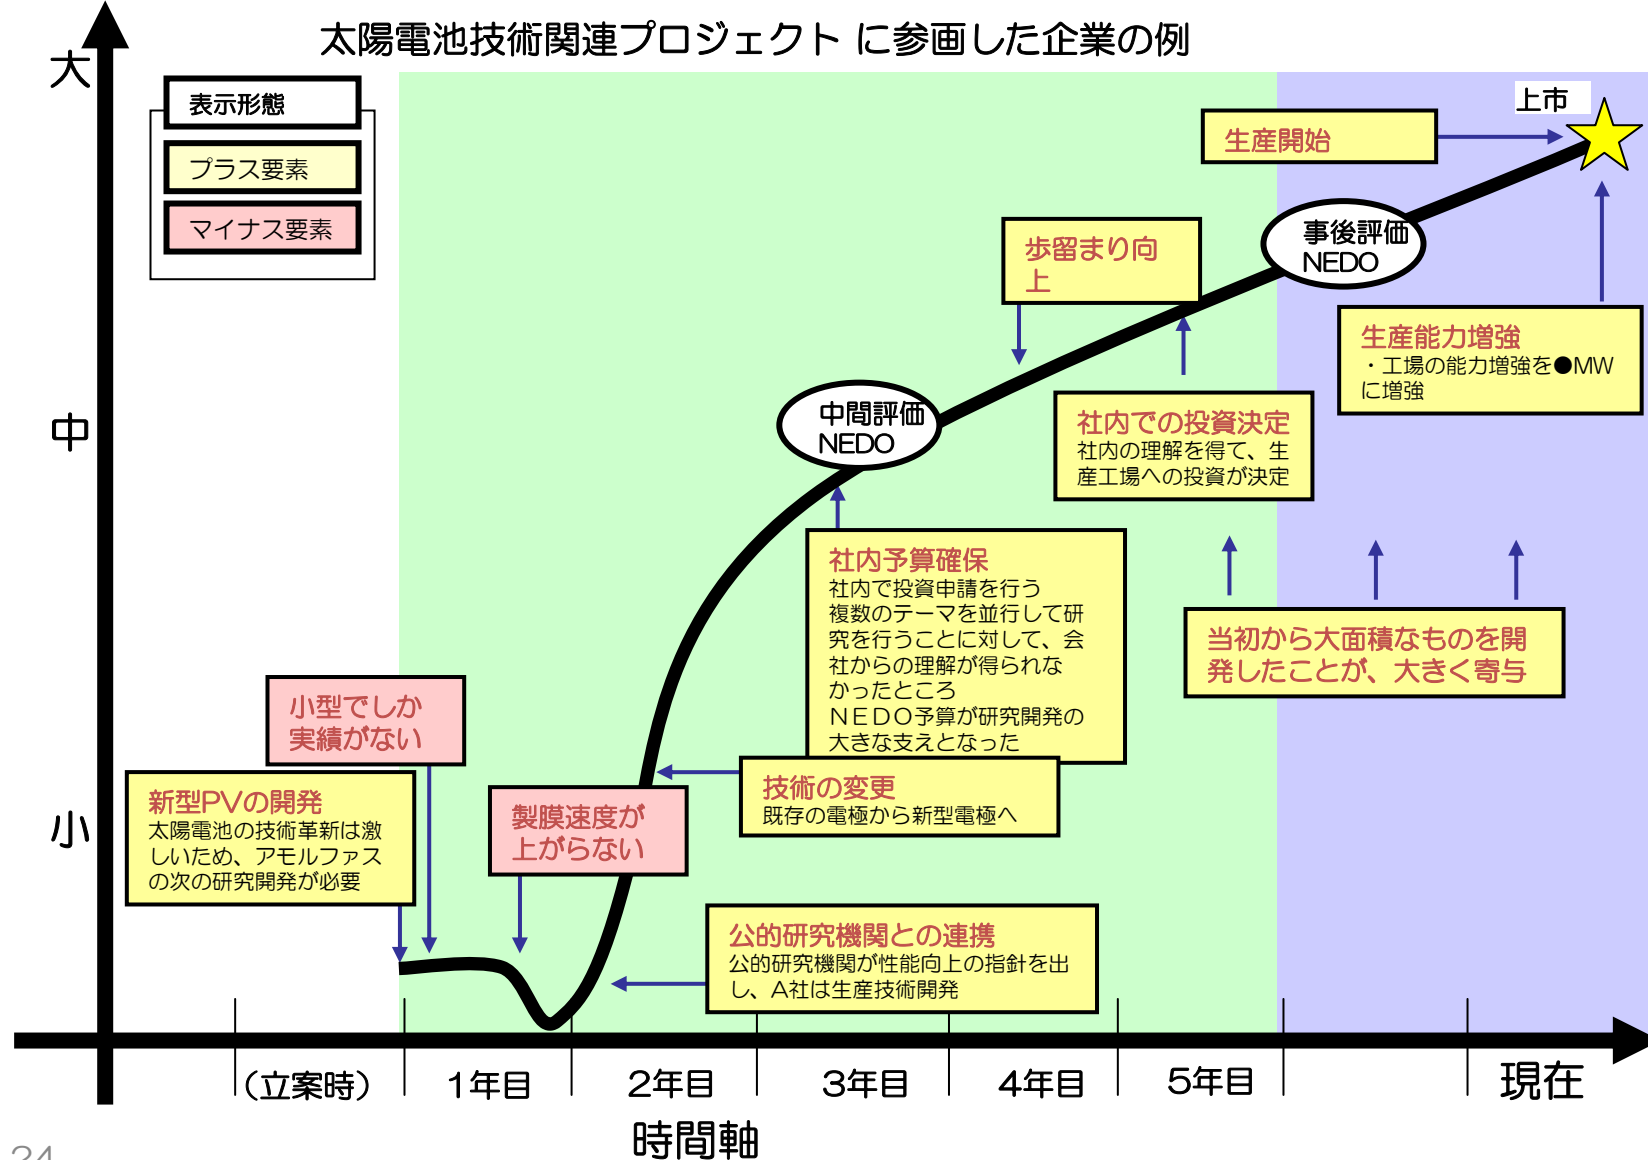 太陽電池技術関連プロジェクト に参画した企業の例
大
表示形態
プラス要素
マイナス要素
上市
生産開始
事後評価
NEDO
歩留まり向
上
生産能力増強
・工場の能力増強を●MW
に増強
中
中間評価
NEDO
社内での投資決定
社内の理解を得て、生
産工場への投資が決定
社内予算確保
社内で投資申請を行う
複数のテーマを並行して研
究を行うことに対して、会
社からの理解が得られな
かったところ
ＮＥＤＯ予算が研究開発の
大きな支えとなった
当初から大面積なものを開
発したことが、大きく寄与
小型でしか
実績がない
新型PVの開発
太陽電池の技術革新は激
しいため、アモルファス
の次の研究開発が必要
小
製膜速度が
上がらない
技術の変更
既存の電極から新型電極へ
公的研究機関との連携
公的研究機関が性能向上の指針を出
し、A社は生産技術開発
（立案時）
1年目
2年目
3年目
4年目
5年目
現在
時間軸
24